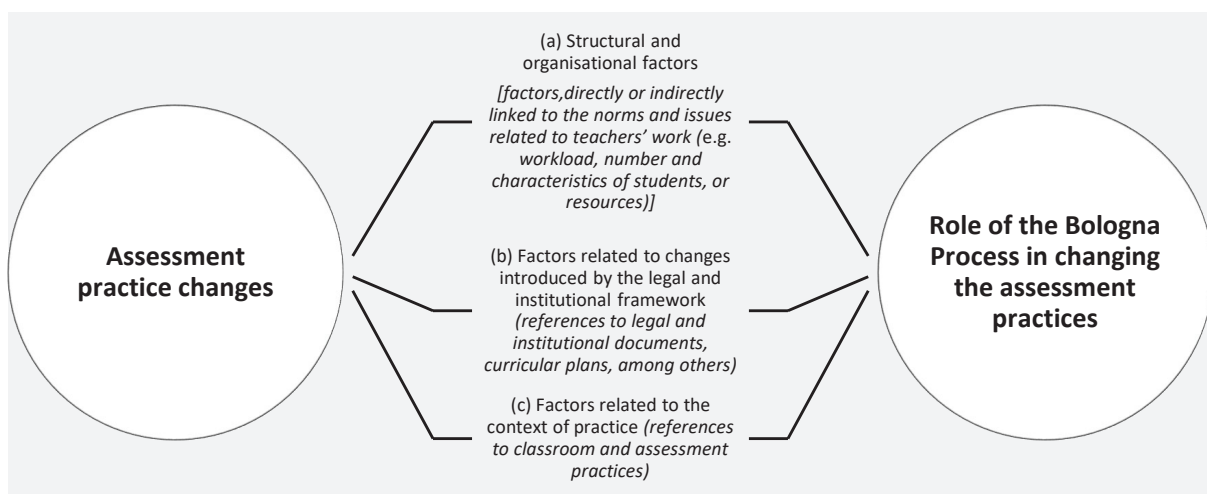 Assessment
practice changes
(a) Structural and
organisational factors
[factors,directly or indirectly
linked to the norms and issues
related to teachers’ work (e.g.
workload, number and
characteristics of students, or
resources)]
(b) Factors related to changes
introduced by the legal and
institutional framework
(references to legal and
institutional documents,
curricular plans, among others)
(c) Factors related to the
context of practice (references
to classroom and assessment
practices)
Role of the Bologna
Process in changing
the assessment
practices